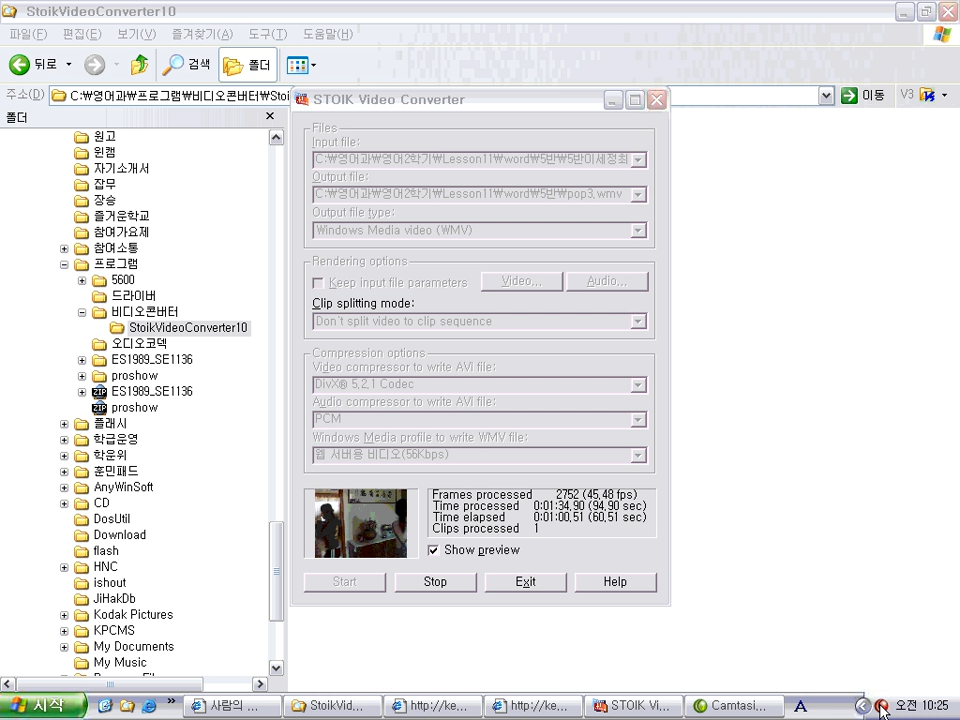 StoikVideoConverter10
파일(F) 편집(E) 보기(V) 즐겨찾기(A) 도구(T) 도움말(H)
뒤로 검색 폴더
주소(D) C:₩영어과₩프로그램₩비디오콘버터₩Stoi 이동 V3
폴더
원고
윈캠
자기소개서
잡무
장승
즐거운학교
참여가요제
참여소통
프로그램
5600
드라이버
비디오콘버터
StoikVideoConverter10
오디오코덱
ES1989_SE1136
proshow
ES1989_SE1136
proshow
플래시
학급운영
학운위
훈민패드
AnyWinSoft
CD
DosUtil
Download
flash
HNC
ishout
JiHakDb
Kodak Pictures
KPCMS
My Documents
My Music
STOIK Video Converter
Files
Input file:
C:₩영어과₩영어2학기₩Lesson11₩word₩5반₩5반이세정최
Output file:
C:₩영어과₩영어2학기₩Lesson11₩word₩5반₩pop3.wmv
Output file type:
Windows Media video (WMV)
Rendering options
Keep input file parameters Video... Audio...
Clip splitting mode:
Don't split video to clip sequence
Compression options
Video compressor to write AVI file:
DivX® 5.2.1 Codec
Audio compressor to write AVI file:
PCM
Windows Media profile to write WMV file:
웹 서버용 비디오(56Kbps)
Frames processed 2752 (45,48 fps)
Time processed 0:01:34,90 (94,90 sec)
Time elapsed 0:01:00,51 (60,51 sec)
Clips processed 1
Show preview
Start Stop Exit Help
시작 사람의 ... StoikVid... http://ke... http://ke... STOIK Vi... Camtasi... A 오전 10:25